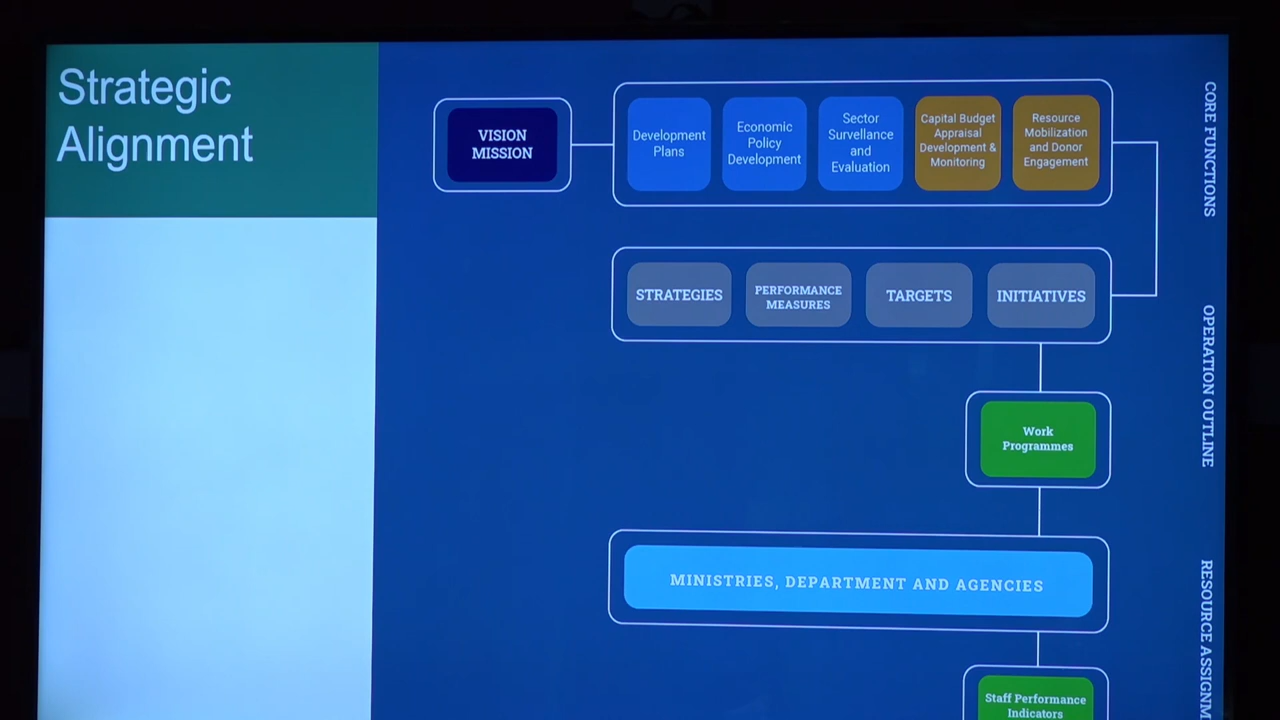 Strategic
Alignment
VISION
MISSION
Development
Plans
Economic
Policy
Development
Sector
Survellance
and
Evaluation
Capital Budget
Appraisal
Development &
Monitoring
Resource
Mobilization
and Donor
Engagement
CORE FUNCTIONS
STRATEGIES
PERFORMANCE
MEASURES
TARGETS
INITIATIVES
OPERATION OUTLINE
Work
Programmes
MINISTRIES, DEPARTMENT AND AGENCIES
RESOURCE ASSIGNM
Staff Performance
Indicators